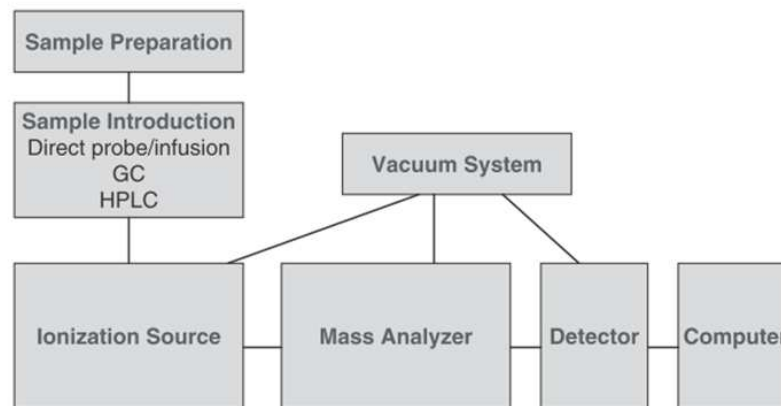 Sample Preparation
Sample Introduction
Direct probe/infusion
GC
HPLC
Vacuum System
Ionization Source
Mass Analyzer
Detector
Computer